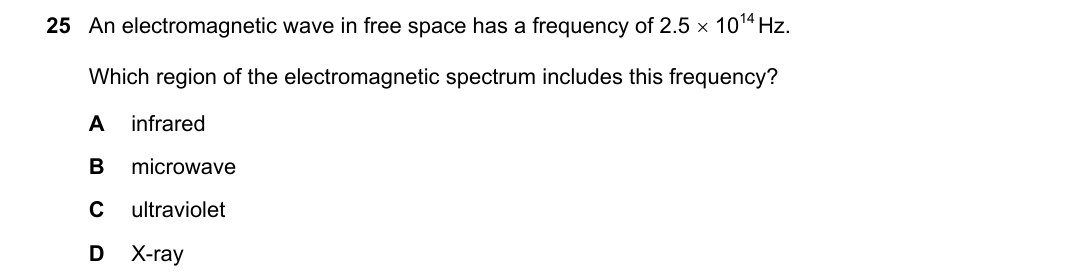 25 An electromagnetic wave in free space has a frequency of 2.5 × 10¹⁴ Hz.
Which region of the electromagnetic spectrum includes this frequency?
A infrared
B microwave
C ultraviolet
D X-ray